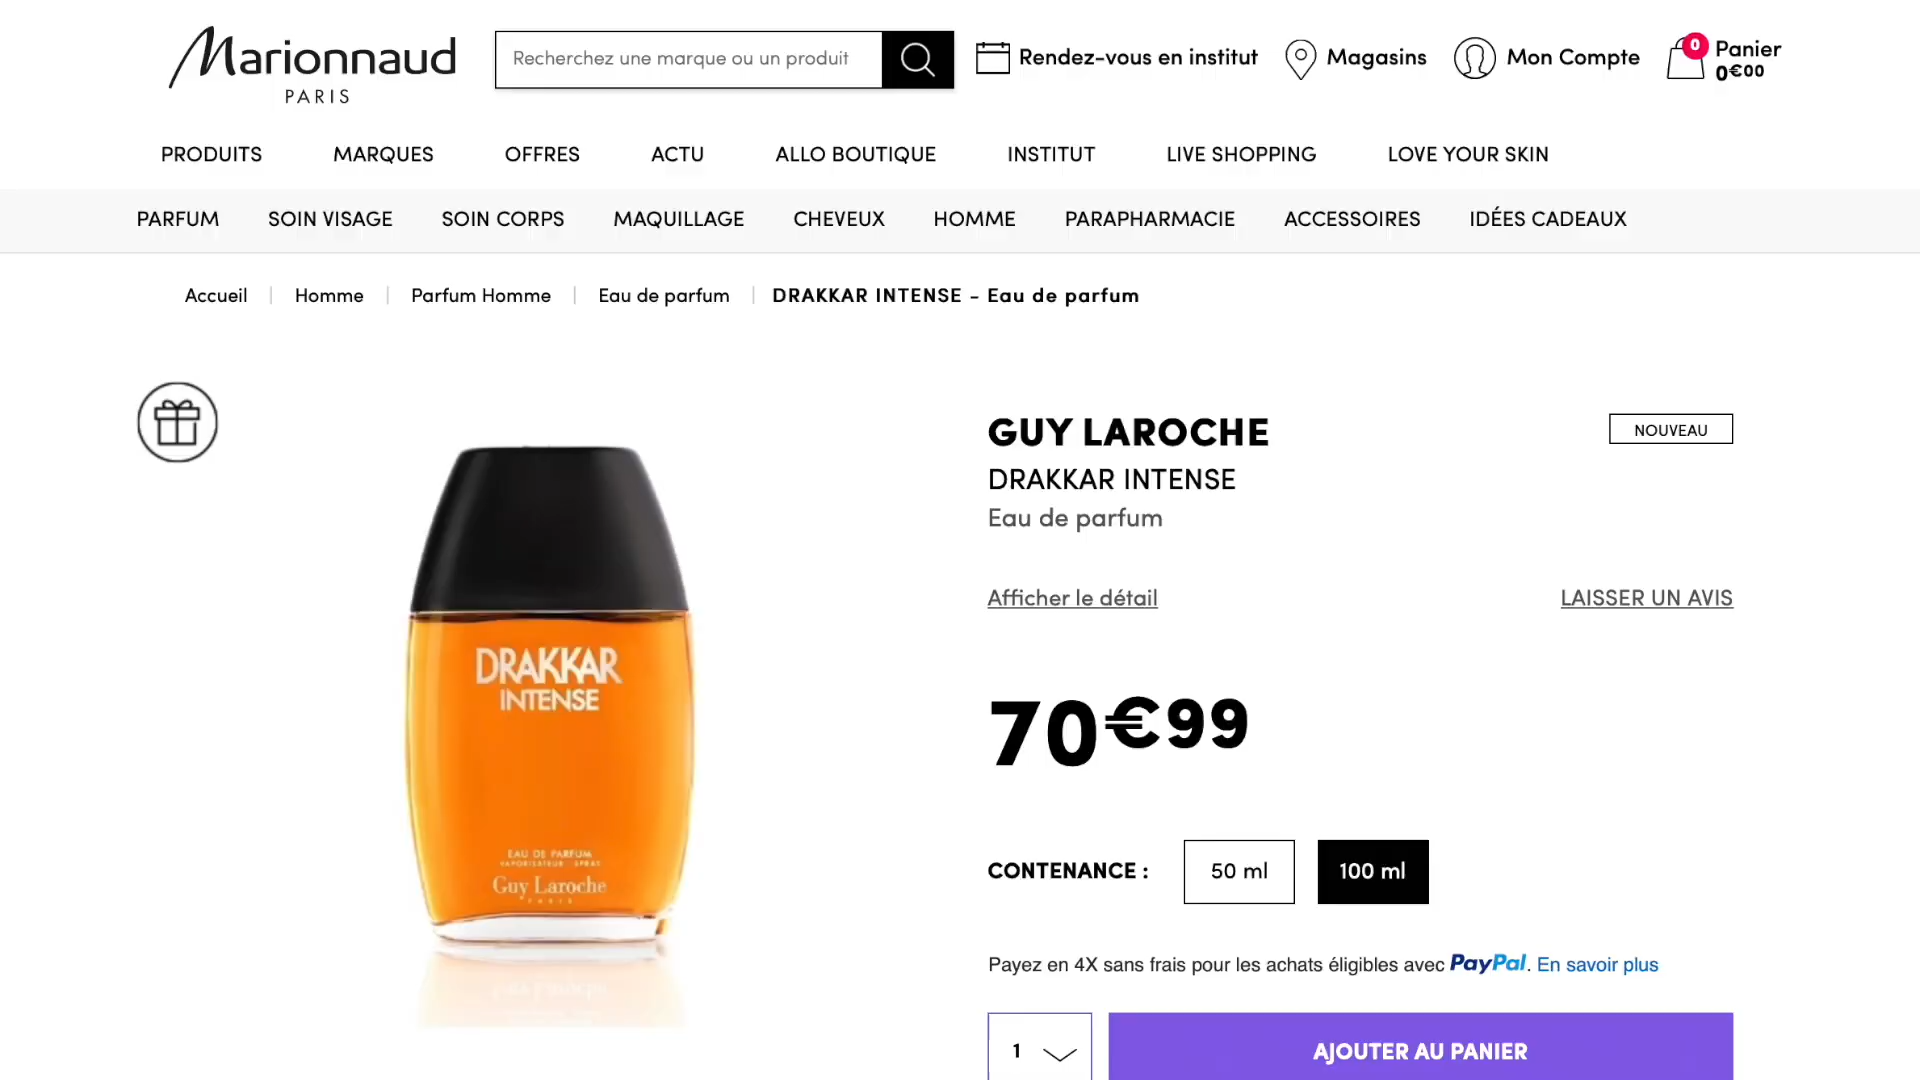 Marionnaud
PARIS
Recherchez une marque ou un produit
Rendez-vous en institut
Magasins
Mon Compte
0
Panier
0€00
PRODUITS
MARQUES
OFFRES
ACTU
ALLO BOUTIQUE
INSTITUT
LIVE SHOPPING
LOVE YOUR SKIN
PARFUM
SOIN VISAGE
SOIN CORPS
MAQUILLAGE
CHEVEUX
HOMME
PARAPHARMACIE
ACCESSOIRES
IDÉES CADEAUX
Accueil | Homme | Parfum Homme | Eau de parfum | DRAKKAR INTENSE - Eau de parfum
GUY LAROCHE
NOUVEAU
DRAKKAR INTENSE
Eau de parfum
Afficher le détail
LAISSER UN AVIS
DRAKKAR
INTENSE
EAU DE PARFUM
VAPORISATEUR - SPRAY
Guy Laroche
PARIS
70€99
CONTENANCE :
50 ml
100 ml
Payez en 4X sans frais pour les achats éligibles avec PayPal. En savoir plus
1
AJOUTER AU PANIER